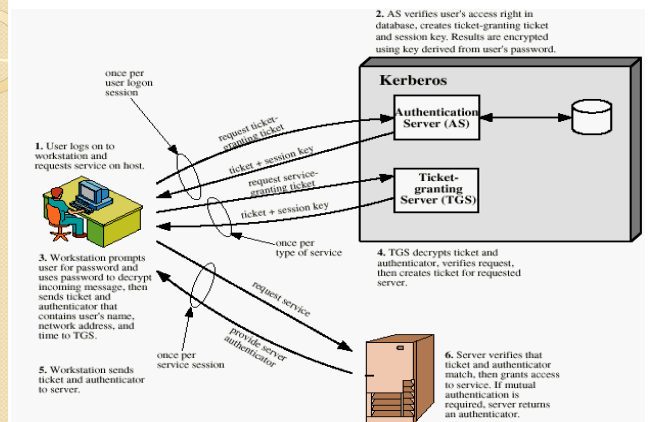 2. AS verifies user's access right in
database, creates ticket-granting ticket
and session key. Results are encrypted
using key derived from user's password.
once per
user logon
session
Kerberos
Authentication
Server (AS)
request ticket-
granting ticket
1. User logs on to
workstation and
requests service on host.
ticket + session key
request service-
granting ticket
Ticket-
granting
Server (TGS)
ticket + session key
once per
type of service
4. TGS decrypts ticket and
authenticator, verifies request,
then creates ticket for requested
server.
3. Workstation prompts
user for password and
uses password to decrypt
incoming message, then
sends ticket and
authenticator that
contains user's name,
network address, and
time to TGS.
request service
provide server
authenticator
once per
service session
5. Workstation sends
ticket and authenticator
to server.
6. Server verifies that
ticket and authenticator
match, then grants access
to service. If mutual
authentication is
required, server returns
an authenticator.